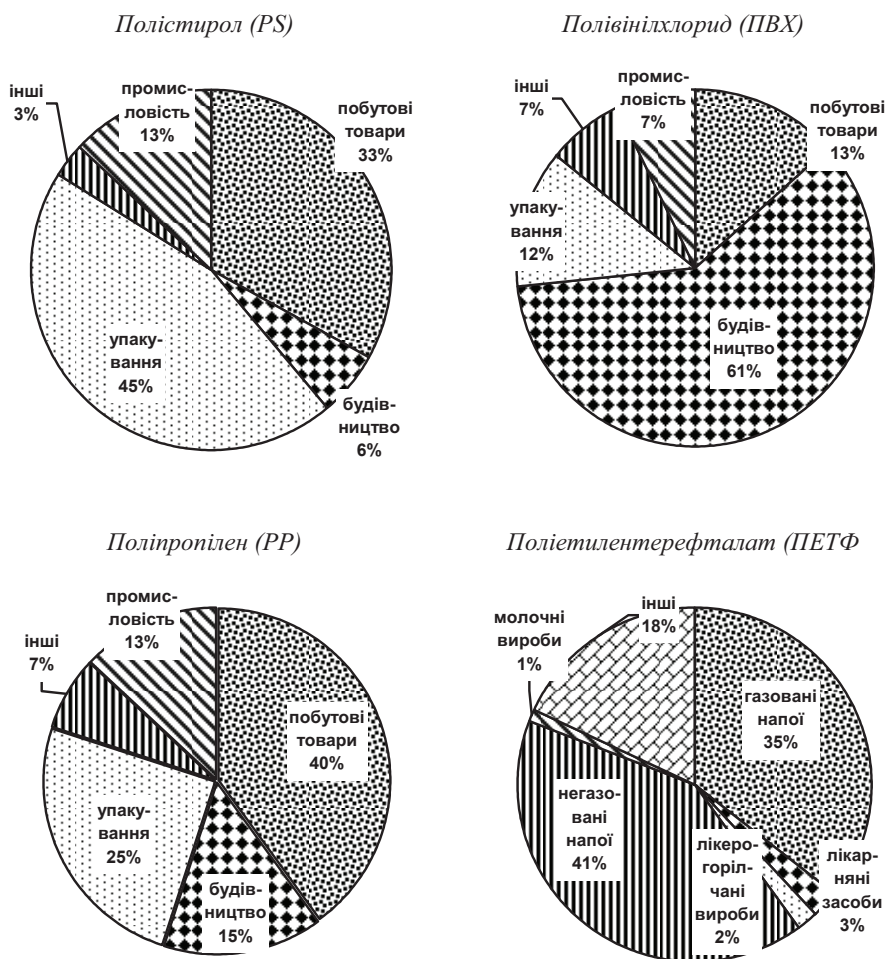 Полістирол (PS)
інші
3%
промис-
ловість
13%
побутові
товари
33%
упаку-
вання
45%
будів-
ництво
6%
Полівінілхлорид (ПВХ)
інші
7%
промис-
ловість
7%
побутові
товари
13%
упаку-
вання
12%
будів-
ництво
61%
Поліпропілен (PP)
інші
7%
промис-
ловість
13%
побутові
товари
40%
упаку-
вання
25%
будів-
ництво
15%
Поліетилентерефталат (ПЕТФ
молочні
вироби
1%
інші
18%
газовані
напої
35%
негазо-
вані
напої
41%
лікеро-
горіл-
чані
вироби
2%
лікар-
няні
засоби
3%